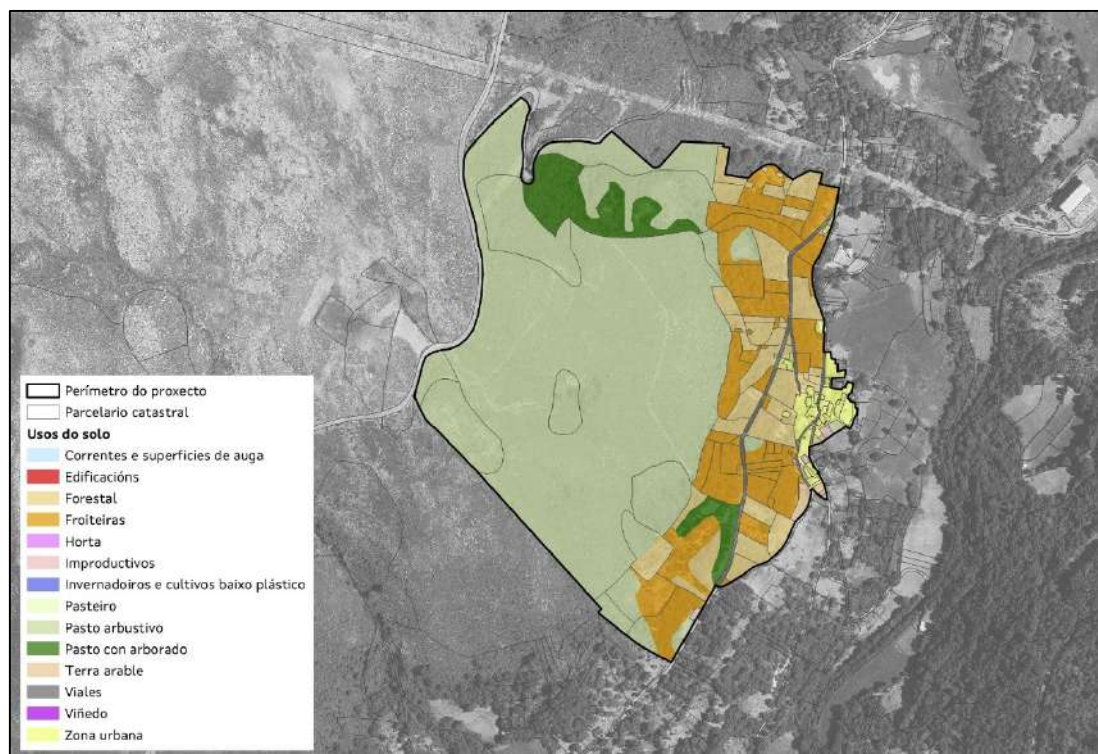 Perímetro do proxecto
Parcelario catastral
Usos do solo
Correntes e superficies de auga
Edificacións
Forestal
Froiteiras
Horta
Improductivos
Invernadoiros e cultivos baixo plástico
Pasteiro
Pasto arbustivo
Pasto con arborado
Terra arable
Viales
Viñedo
Zona urbana